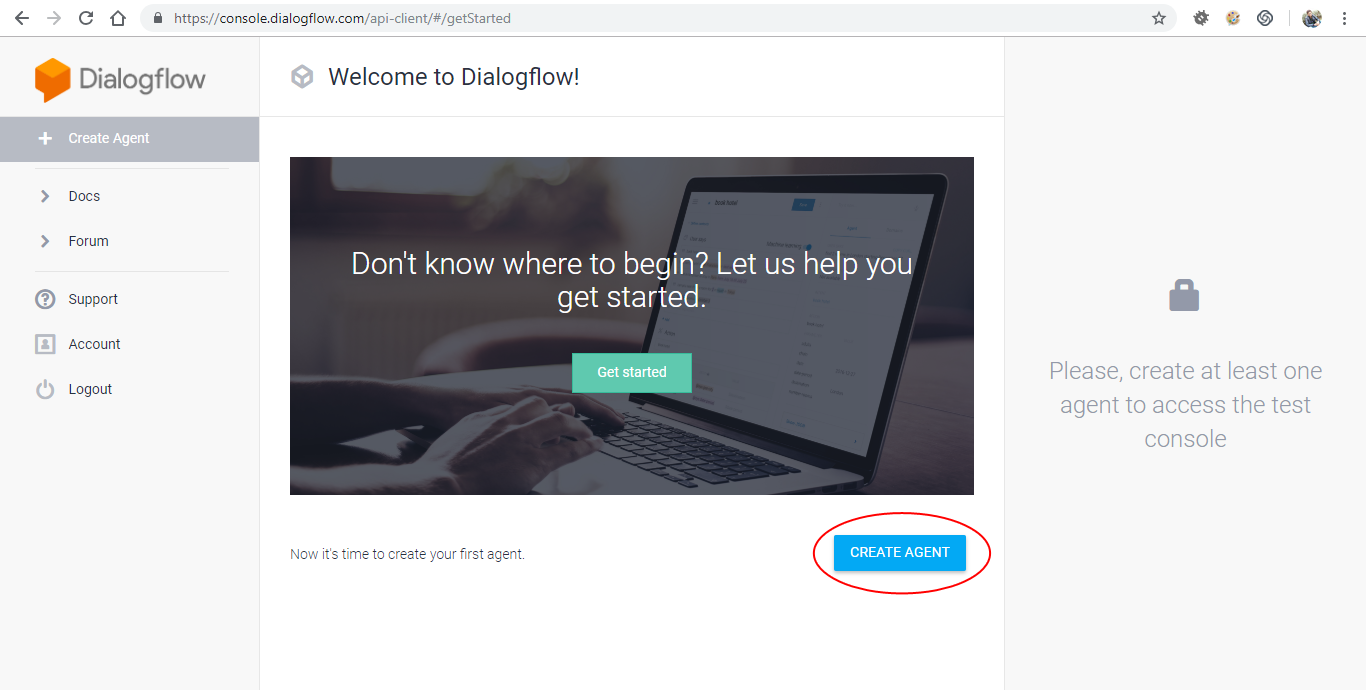 https://console.dialogflow.com/api-client/#/getStarted
Dialogflow
Welcome to Dialogflow!
Create Agent
Docs
Forum
Support
Account
Logout
Don't know where to begin? Let us help you
get started.
Get started
Now it's time to create your first agent.
CREATE AGENT
Please, create at least one
agent to access the test
console